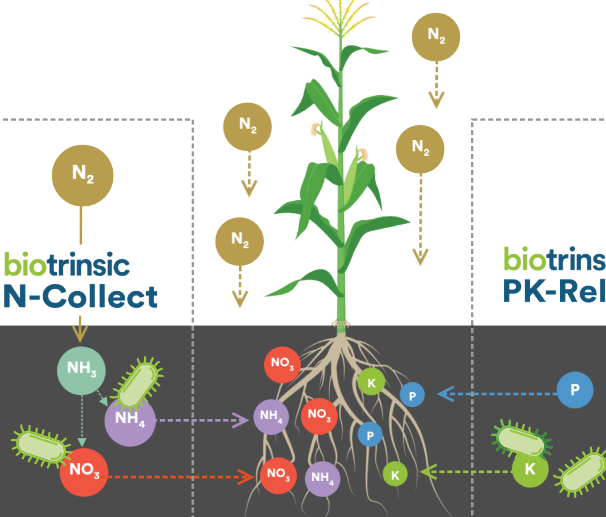 N₂
N₂
N₂
N₂
N₂
biotrinsic
N-Collect
biotrins
PK-Rel
NH₃
NH₄
NO₃
NO₃
K
P
P
NH₄
NO₃
P
NO₃
NH₄
K
K